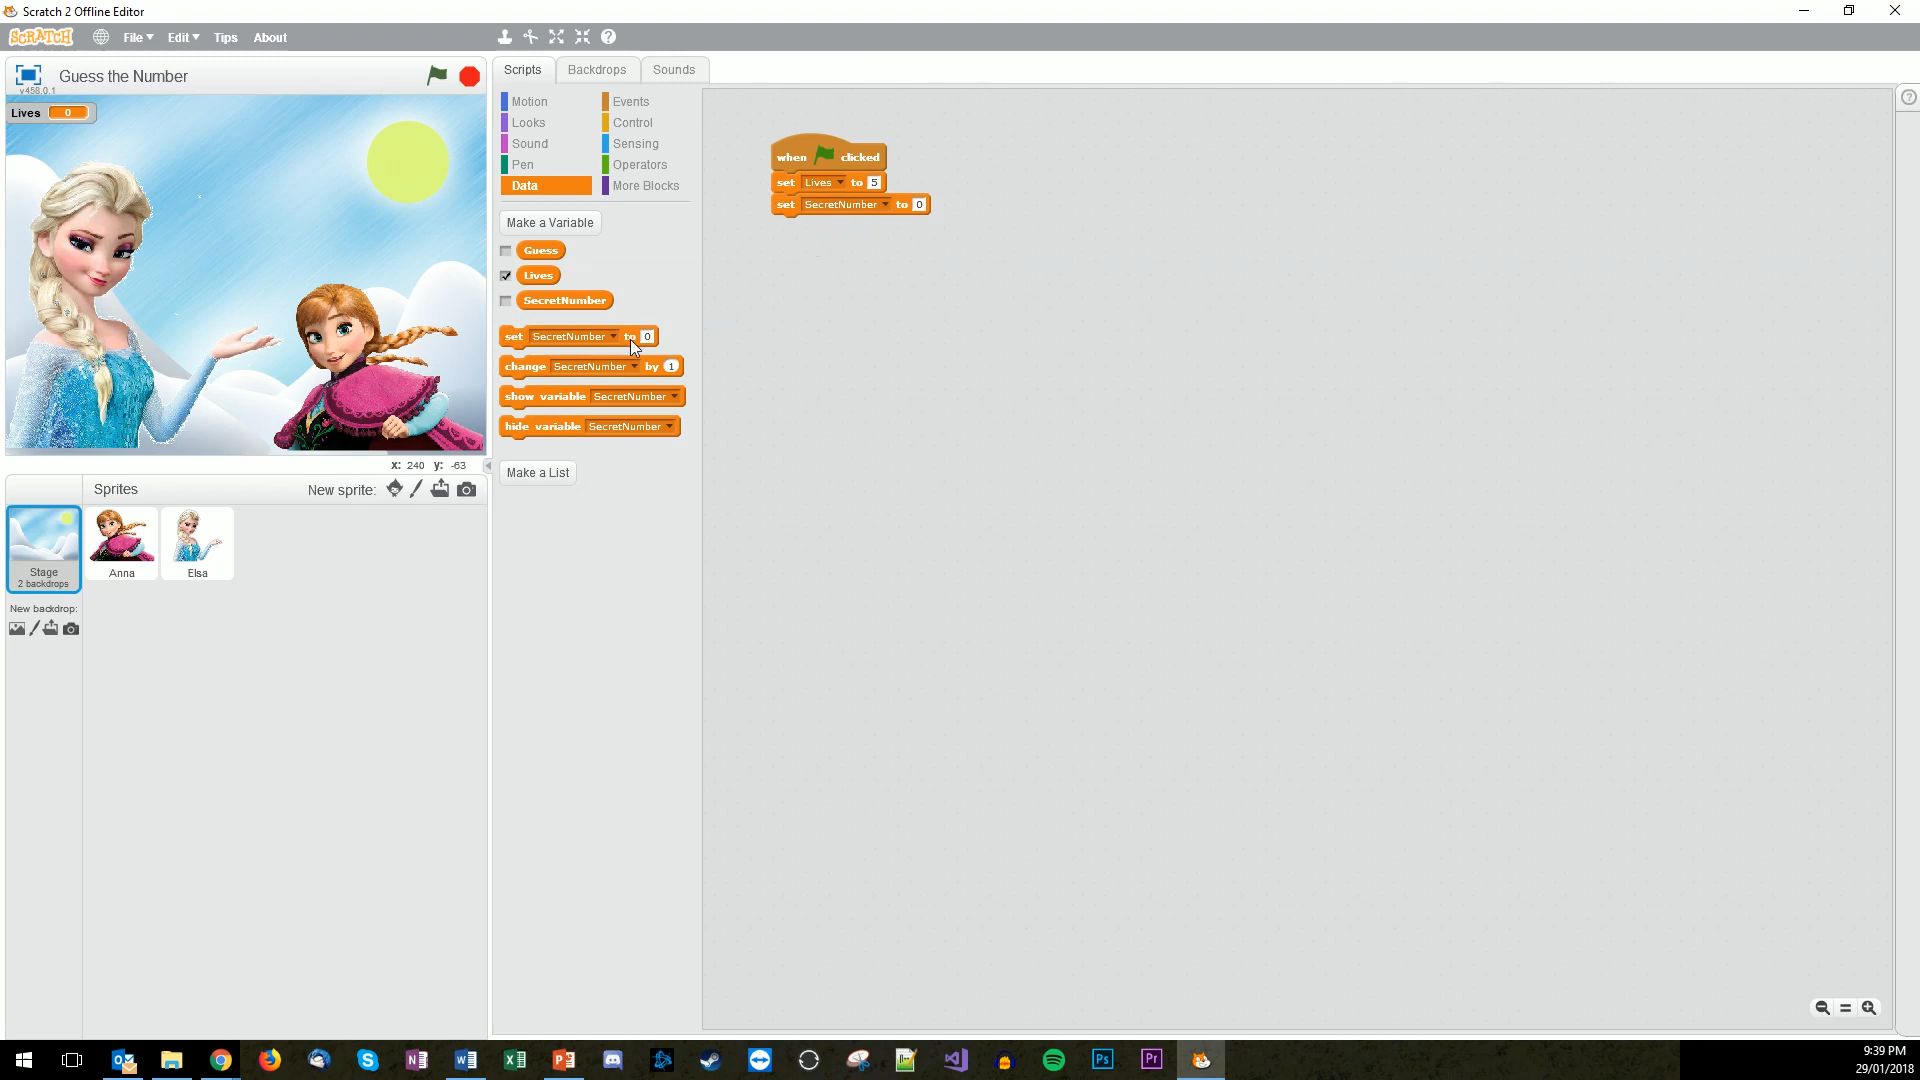 Scratch 2 Offline Editor
SCRATCH File Edit Tips About
Guess the Number
v458.0.1
Lives 0
x: 240 y: -63
Sprites New sprite:
Stage
2 backdrops
Anna
Elsa
New backdrop:
Scripts Backdrops Sounds
Motion Events
Looks Control
Sound Sensing
Pen Operators
Data More Blocks
Make a Variable
Guess
Lives
SecretNumber
set SecretNumber to 0
change SecretNumber by 1
show variable SecretNumber
hide variable SecretNumber
Make a List
when clicked
set Lives to 5
set SecretNumber to 0
9:39 PM
29/01/2018